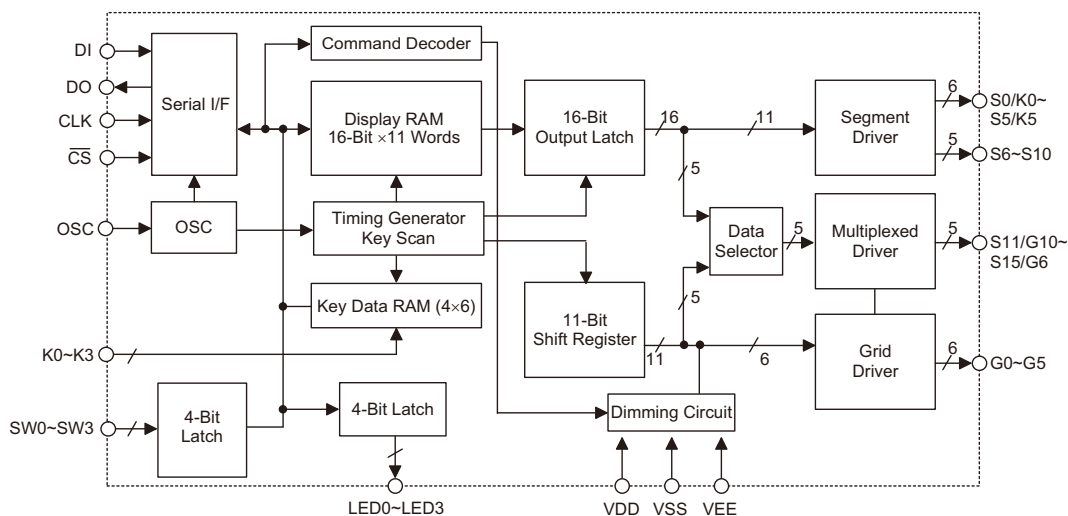 DI
DO
CLK
CS
OSC
K0~K3
SW0~SW3
Serial I/F
OSC
4-Bit
Latch
Command Decoder
Display RAM
16-Bit ×11 Words
Timing Generator
Key Scan
Key Data RAM (4×6)
4-Bit Latch
LED0~LED3
16-Bit
Output Latch
16
11
5
11-Bit
Shift Register
11
5
6
Data
Selector
5
Dimming Circuit
VDD
VSS
VEE
Segment
Driver
6
S0/K0~
S5/K5
5
S6~S10
Multiplexed
Driver
5
S11/G10~
S15/G6
Grid
Driver
6
G0~G5